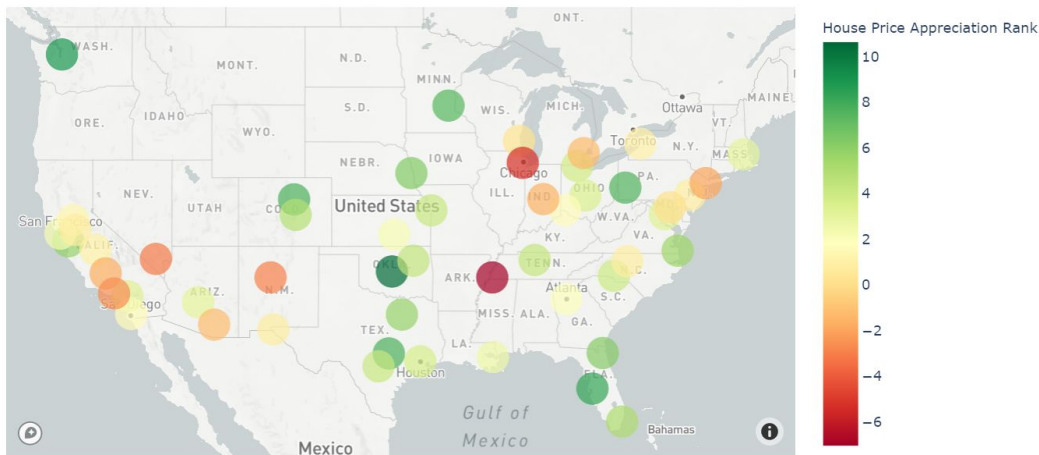 House Price Appreciation Rank
ONT.
WASH.
MONT.
N.D.
MINN.
Ottawa
MAINE
ORE.
IDAHO
S.D.
WIS.
MICH.
Toronto
VT.
WYO.
N.Y.
MASS.
NEBR.
IOWA
Chicago
PA.
NEV.
UTAH
United States
ILL.
IND.
OHIO
San Francisco
CALIF.
W.VA.
KY.
VA.
OKLA.
ARK.
TENN.
N.C.
San Diego
ARIZ.
N.M.
Atlanta
MISS.
ALA.
GA.
S.C.
TEX.
LA.
Houston
FLA.
Gulf of
Mexico
Bahamas
Mexico
10
8
6
4
2
0
−2
−4
−6